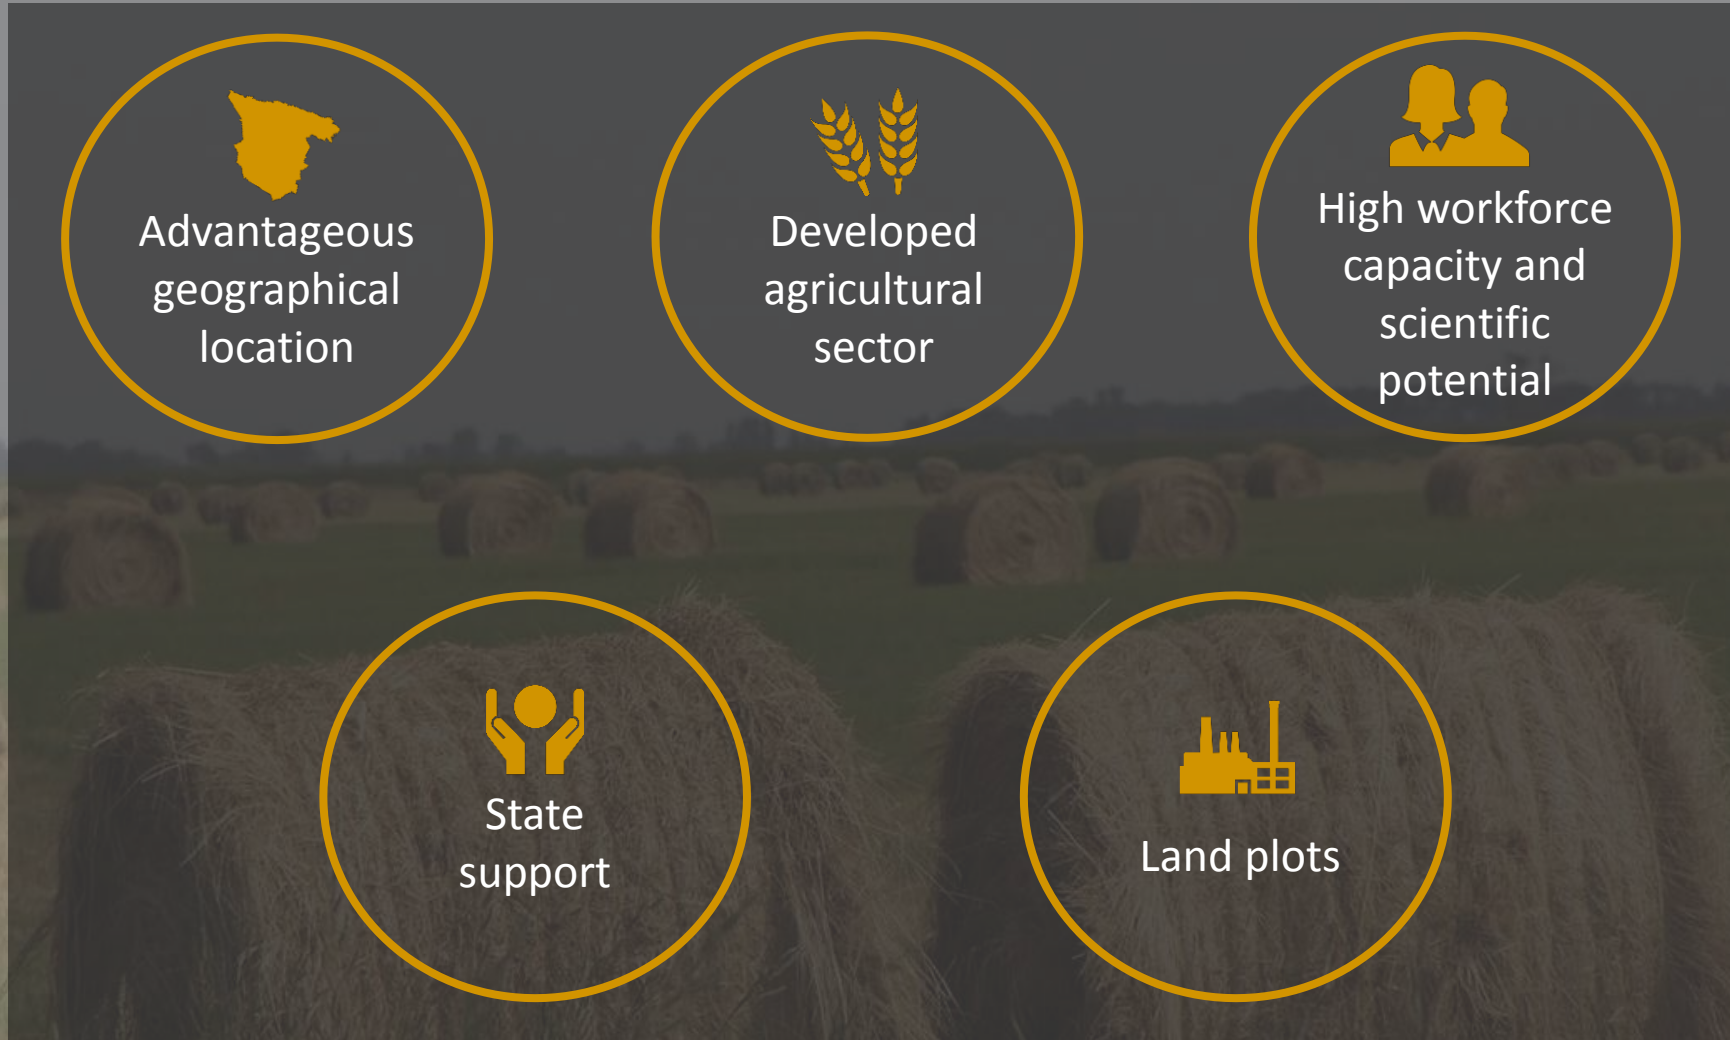 Advantageous
geographical
location
Developed
agricultural
sector
High workforce
capacity and
scientific
potential
State
support
Land plots